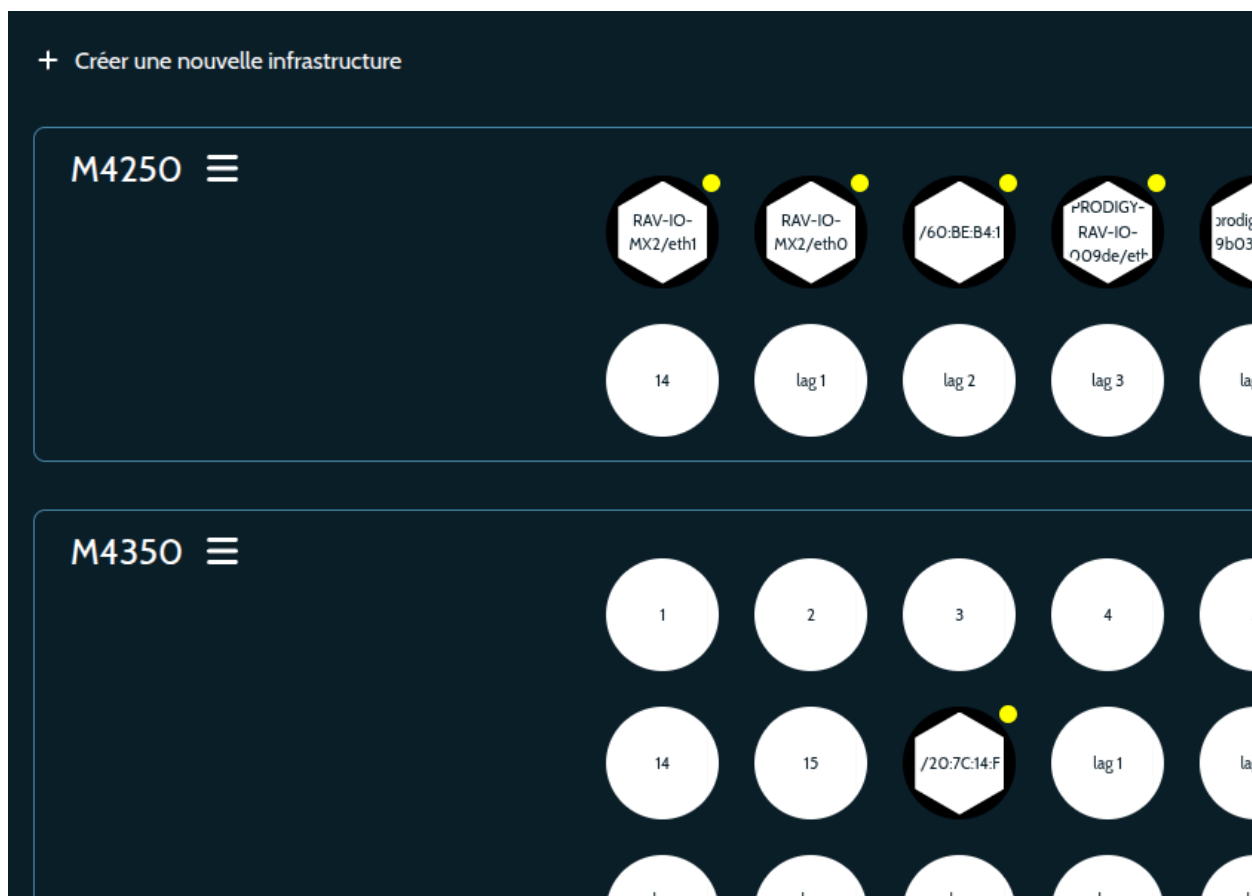 + Créer une nouvelle infrastructure
M4250
RAV-IO-
MX2/eth1
RAV-IO-
MX2/eth0
/60:BE:B4:1
PRODIGY-
RAV-IO-
009de/eth
prodig
9b03
14
lag 1
lag 2
lag 3
M4350
1
2
3
4
14
15
/20:7C:14:F
lag 1